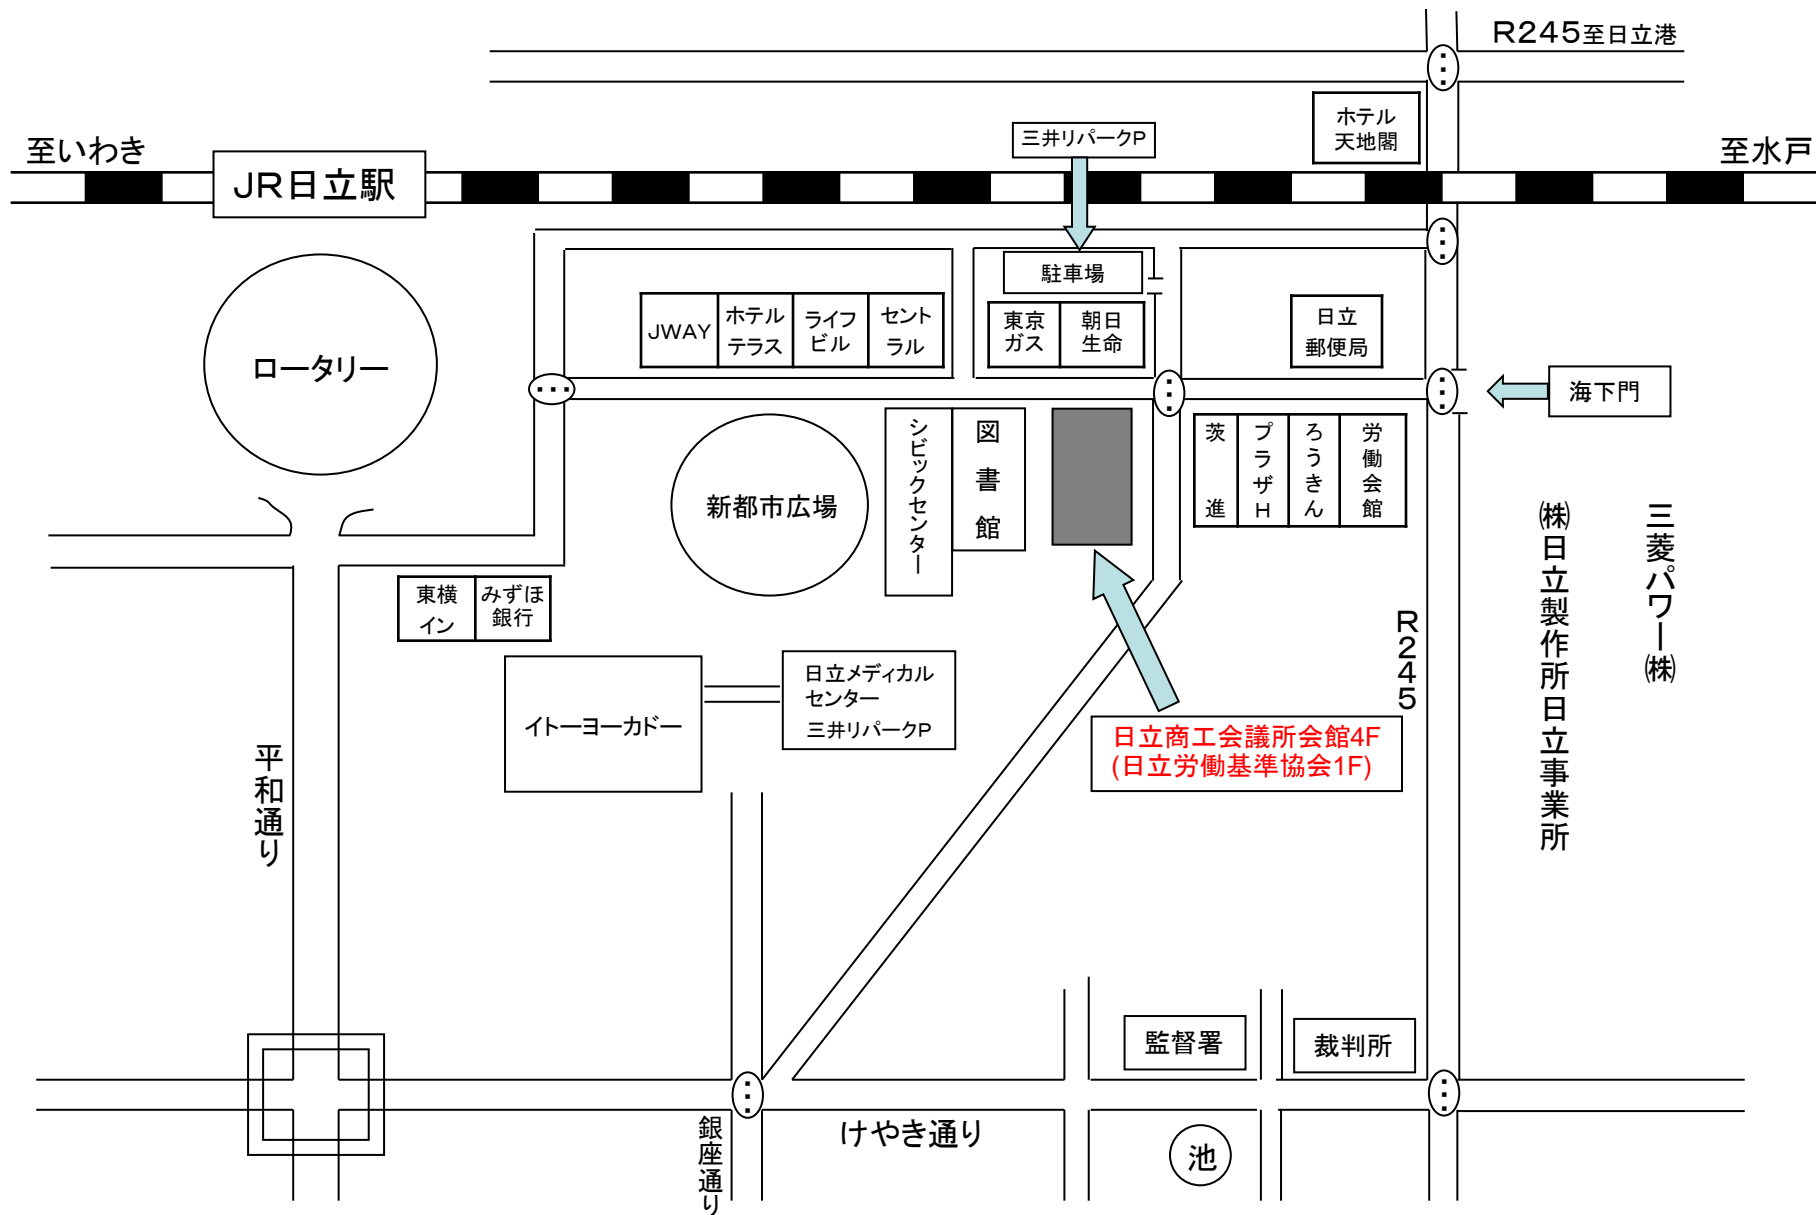 R245至日立港
ホテル
天地閣
三井リパークP
至いわき
JR日立駅
至水戸
駐車場
ロータリー
JWAY
ホテル
テラス
ライフ
ビル
セント
ラル
東京
ガス
朝日
生命
日立
郵便局
海下門
新都市広場
シビックセンター
図書館
茨進
プラザH
ろうきん
労働会館
㈱日立製作所日立事業所
三菱パワー㈱
R245
東横
イン
みずほ
銀行
イトーヨーカドー
日立メディカル
センター
三井リパークP
日立商工会議所会館4F
(日立労働基準協会1F)
平和通り
監督署
裁判所
銀座通り
けやき通り
池